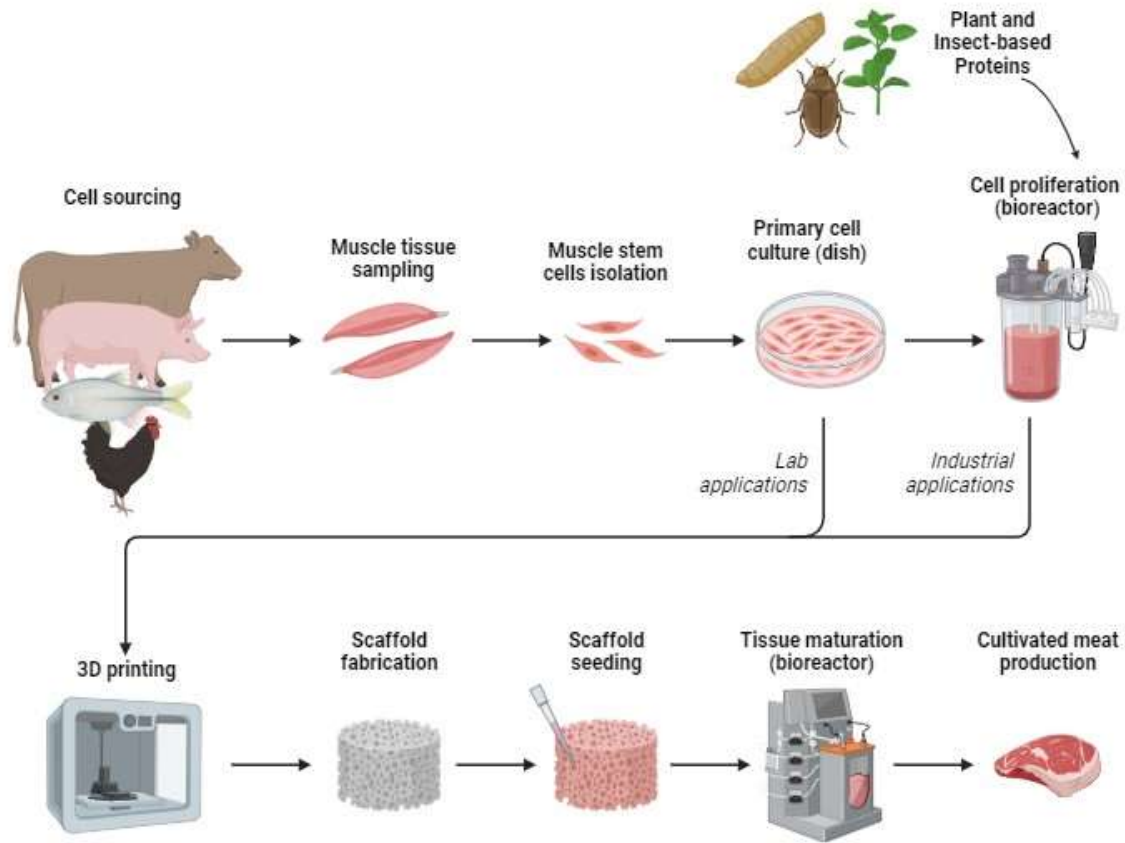 Plant and
Insect-based
Proteins
Cell sourcing
Muscle tissue
sampling
Muscle stem
cells isolation
Primary cell
culture (dish)
Cell proliferation
(bioreactor)
Lab
applications
Industrial
applications
3D printing
Scaffold
fabrication
Scaffold
seeding
Tissue maturation
(bioreactor)
Cultivated meat
production